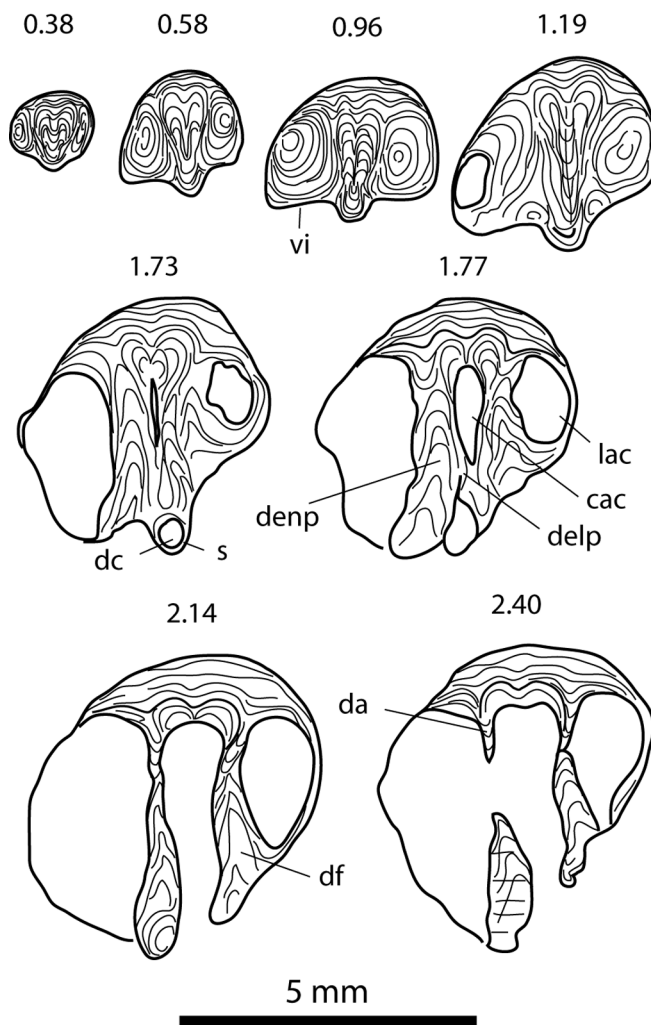 0.38 0.58 0.96 1.19
vi
1.73 1.77
lac
cac
denp
delp
dc s
2.14 2.40
da
df
5 mm